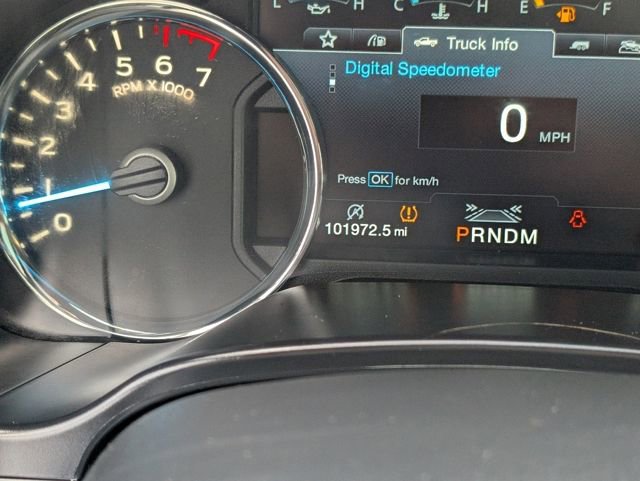 L H C H E F
Truck Info
Digital Speedometer
0 MPH
Press OK for km/h
101972.5 mi
PRNDM
0 1 2 3 4 5 6 7
RPM X 1000